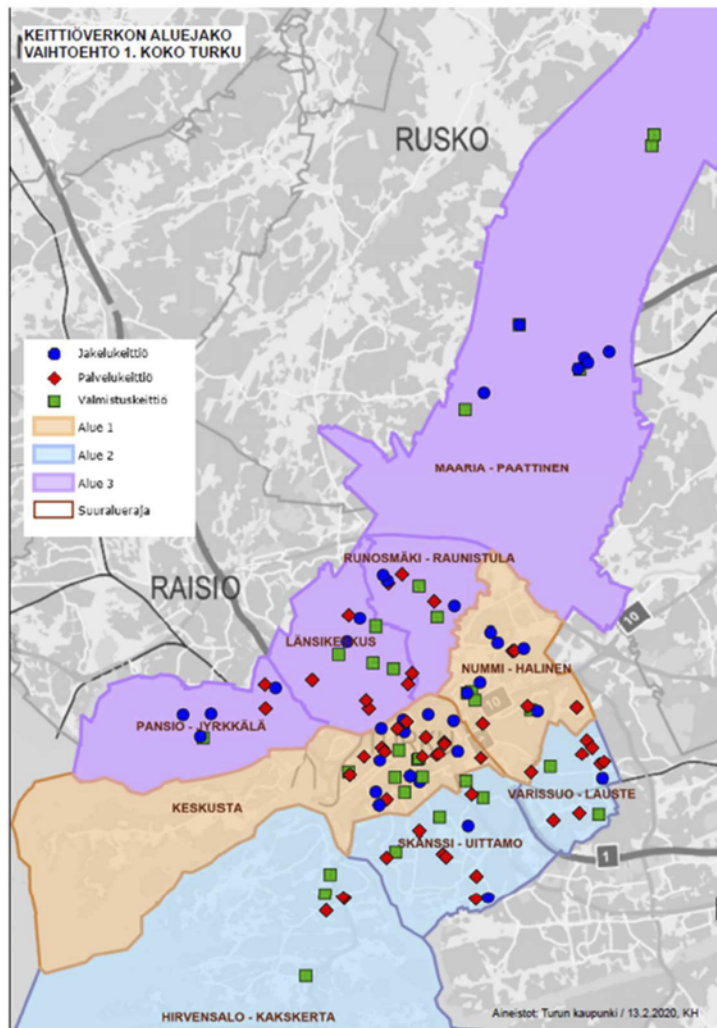 KEITTIÖVERKON ALUEJAKO
VAIHTOEHTO 1. KOKO TURKU
RUSKO
Jakelukeittiö
Palvelukeittiö
Valmistuskeittiö
Alue 1
Alue 2
Alue 3
Suuralueraja
MAARIA - PAATTINEN
RUNOSMÄKI - RAUNISTULA
RAISIO
10
LÄNSIKESKUS
NUMMI - HALINEN
PANSIO - JYRKKÄLÄ
10
TURKU
VARISSUO - LAUSTE
KESKUSTA
SKANSSI - UITTAMO
1
HIRVENSALO - KAKSKERTA
Aineistot: Turun kaupunki / 13.2.2020, KH